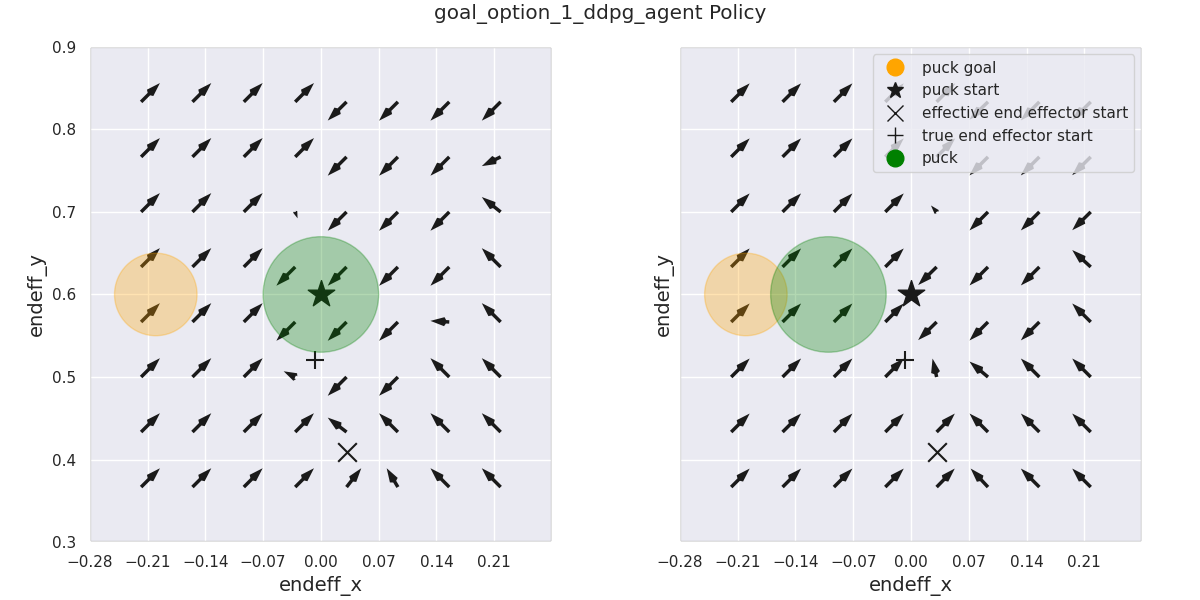 goal_option_1_ddpg_agent Policy
0.9
0.8
0.7
0.6
0.5
0.4
0.3
endeff_y
−0.28 −0.21 −0.14 −0.07 0.00 0.07 0.14 0.21
endeff_x
endeff_y
puck goal
puck start
effective end effector start
true end effector start
puck
−0.28 −0.21 −0.14 −0.07 0.00 0.07 0.14 0.21
endeff_x